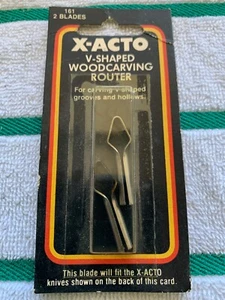 161
2 BLADES
X-ACTO
V-SHAPED
WOODCARVING
ROUTER
For carving v-shaped
grooves and hollows.
This blade will fit the X-ACTO
knives shown on the back of this card.